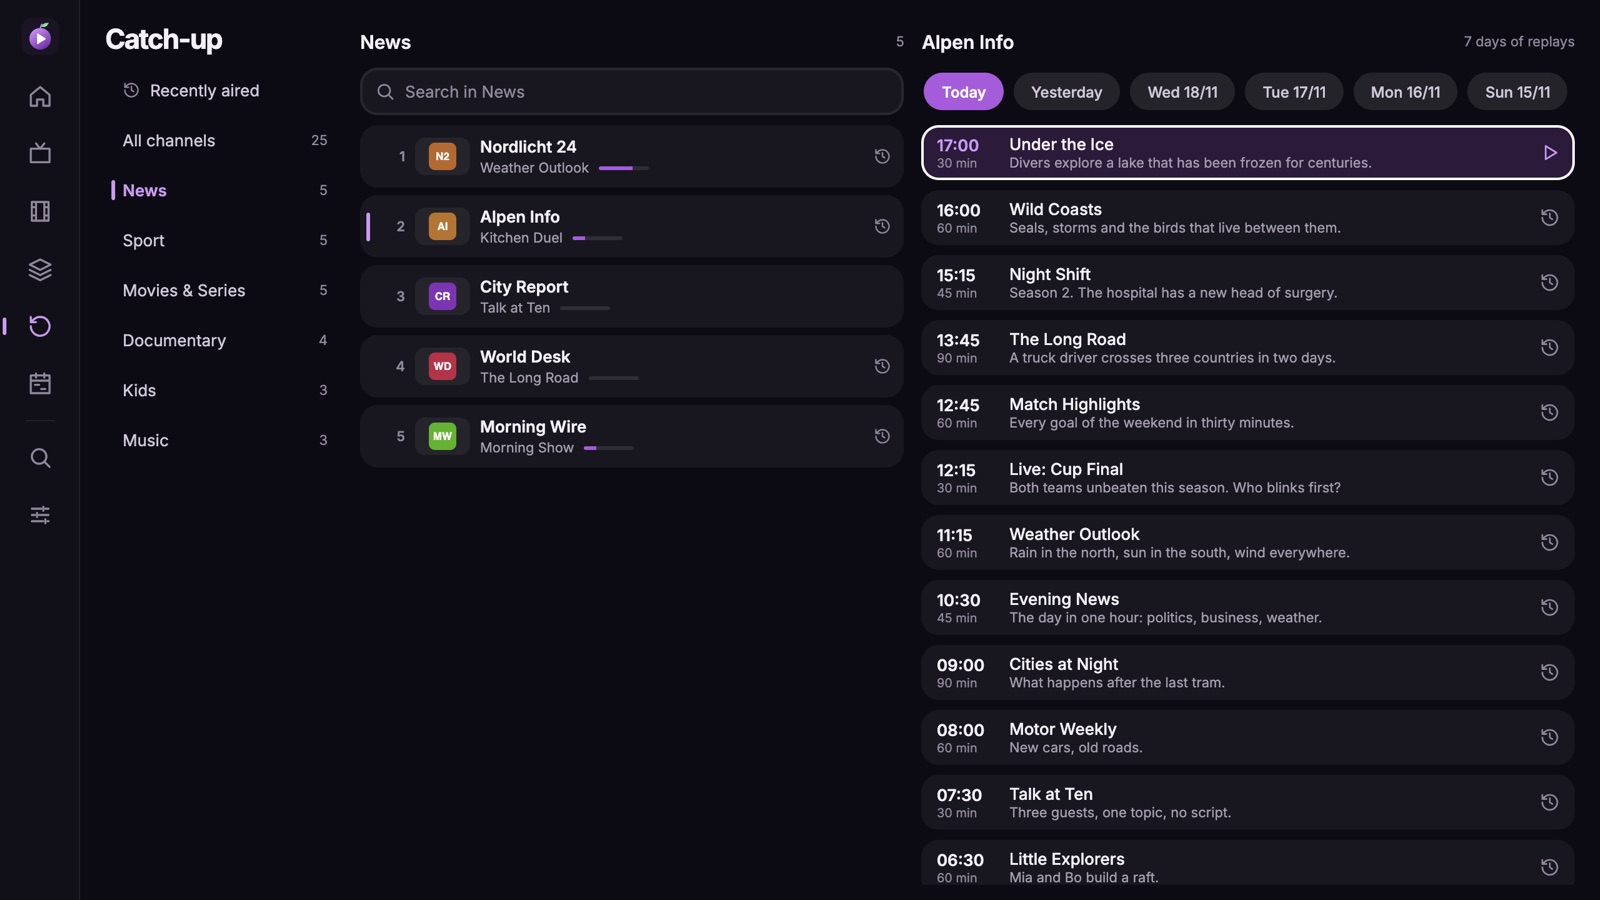 Catch-up
Recently aired
All channels 25
News 5
Sport 5
Movies & Series 5
Documentary 4
Kids 3
Music 3
News 5
Search in News
1 N2 Nordlicht 24
Weather Outlook
2 AI Alpen Info
Kitchen Duel
3 CR City Report
Talk at Ten
4 WD World Desk
The Long Road
5 MW Morning Wire
Morning Show
Alpen Info 7 days of replays
Today Yesterday Wed 18/11 Tue 17/11 Mon 16/11 Sun 15/11
17:00 Under the Ice
30 min Divers explore a lake that has been frozen for centuries.
16:00 Wild Coasts
60 min Seals, storms and the birds that live between them.
15:15 Night Shift
45 min Season 2. The hospital has a new head of surgery.
13:45 The Long Road
90 min A truck driver crosses three countries in two days.
12:45 Match Highlights
60 min Every goal of the weekend in thirty minutes.
12:15 Live: Cup Final
30 min Both teams unbeaten this season. Who blinks first?
11:15 Weather Outlook
60 min Rain in the north, sun in the south, wind everywhere.
10:30 Evening News
45 min The day in one hour: politics, business, weather.
09:00 Cities at Night
90 min What happens after the last tram.
08:00 Motor Weekly
60 min New cars, old roads.
07:30 Talk at Ten
30 min Three guests, one topic, no script.
06:30 Little Explorers
60 min Mia and Bo build a raft.